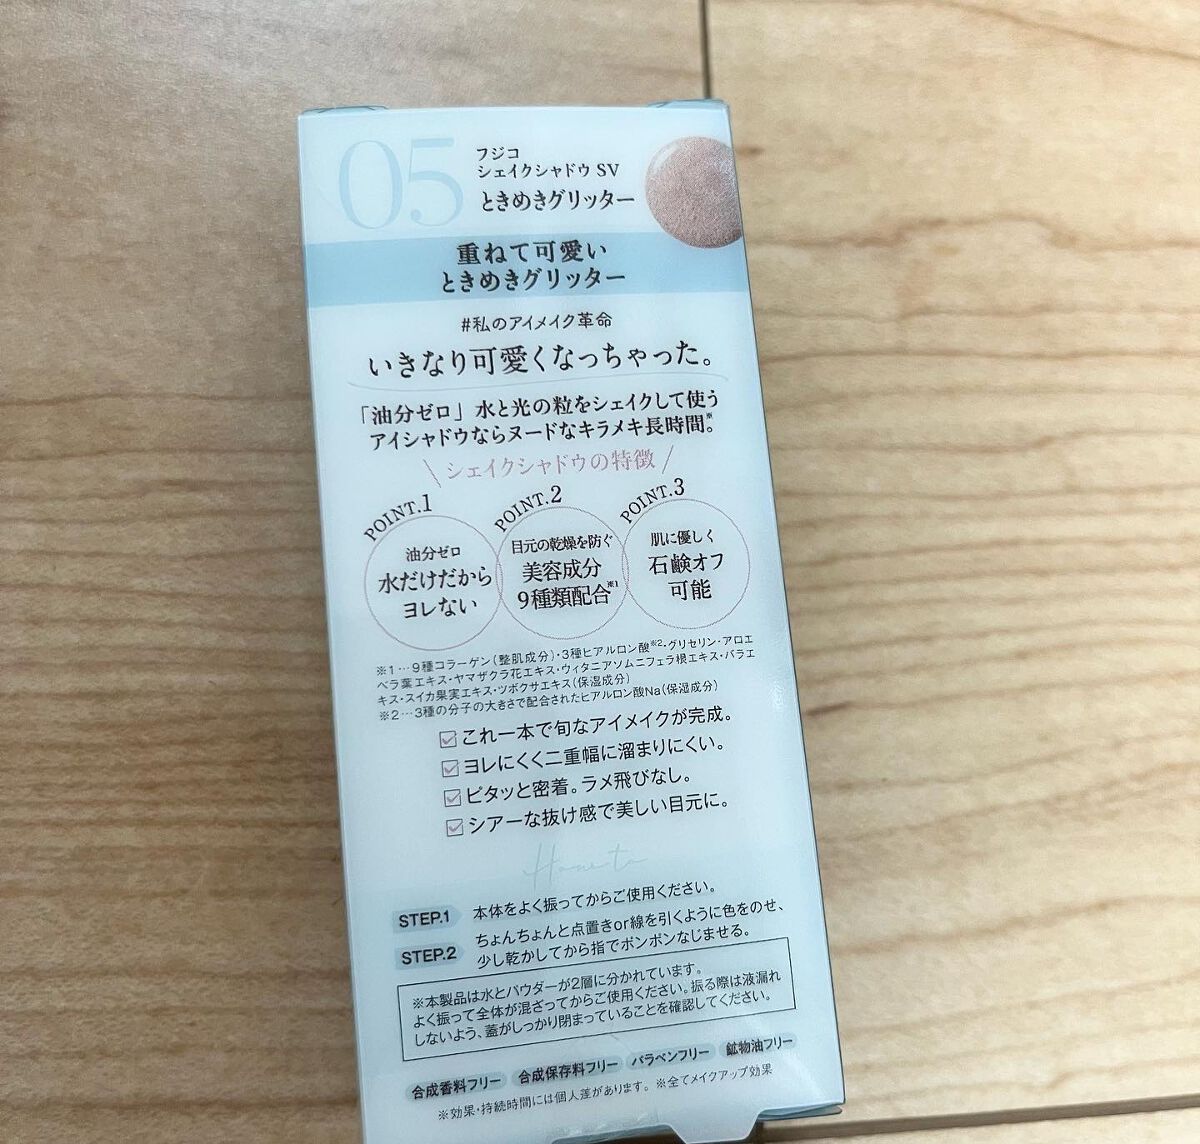 05
フジコ
シェイクシャドウ SV
ときめきグリッター
重ねて可愛い
ときめきグリッター
#私のアイメイク革命
いきなり可愛くなっちゃった。
「油分ゼロ」水と光の粒をシェイクして使う
アイシャドウならヌードなキラメキ長時間。※
シェイクシャドウの特徴
POINT.1
油分ゼロ
水だけだから
ヨレない
POINT.2
目元の乾燥を防ぐ
美容成分
9種類配合※1
POINT.3
肌に優しく
石鹸オフ
可能
※1…9種コラーゲン(整肌成分)・3種ヒアルロン酸※2・グリセリン・アロエ
ベラ葉エキス・ヤマザクラ花エキス・ウィタニアソムニフェラ根エキス・バラエ
キス・スイカ果実エキス・ツボクサエキス(保湿成分)
※2…3種の分子の大きさで配合されたヒアルロン酸Na(保湿成分)
これ一本で旬なアイメイクが完成。
ヨレにくく二重幅に溜まりにくい。
ピタッと密着。ラメ飛びなし。
シアーな抜け感で美しい目元に。
STEP.1 本体をよく振ってからご使用ください。
STEP.2 ちょんちょんと点置きor線を引くように色をのせ、
少し乾かしてから指でポンポンなじませる。
※本製品は水とパウダーが2層に分かれています。
よく振って全体が混ざってからご使用ください。振る際は液漏れ
しないよう、蓋がしっかり閉まっていることを確認してください。
合成香料フリー 合成保存料フリー パラベンフリー 鉱物油フリー
※効果・持続時間には個人差があります。※全てメイクアップ効果